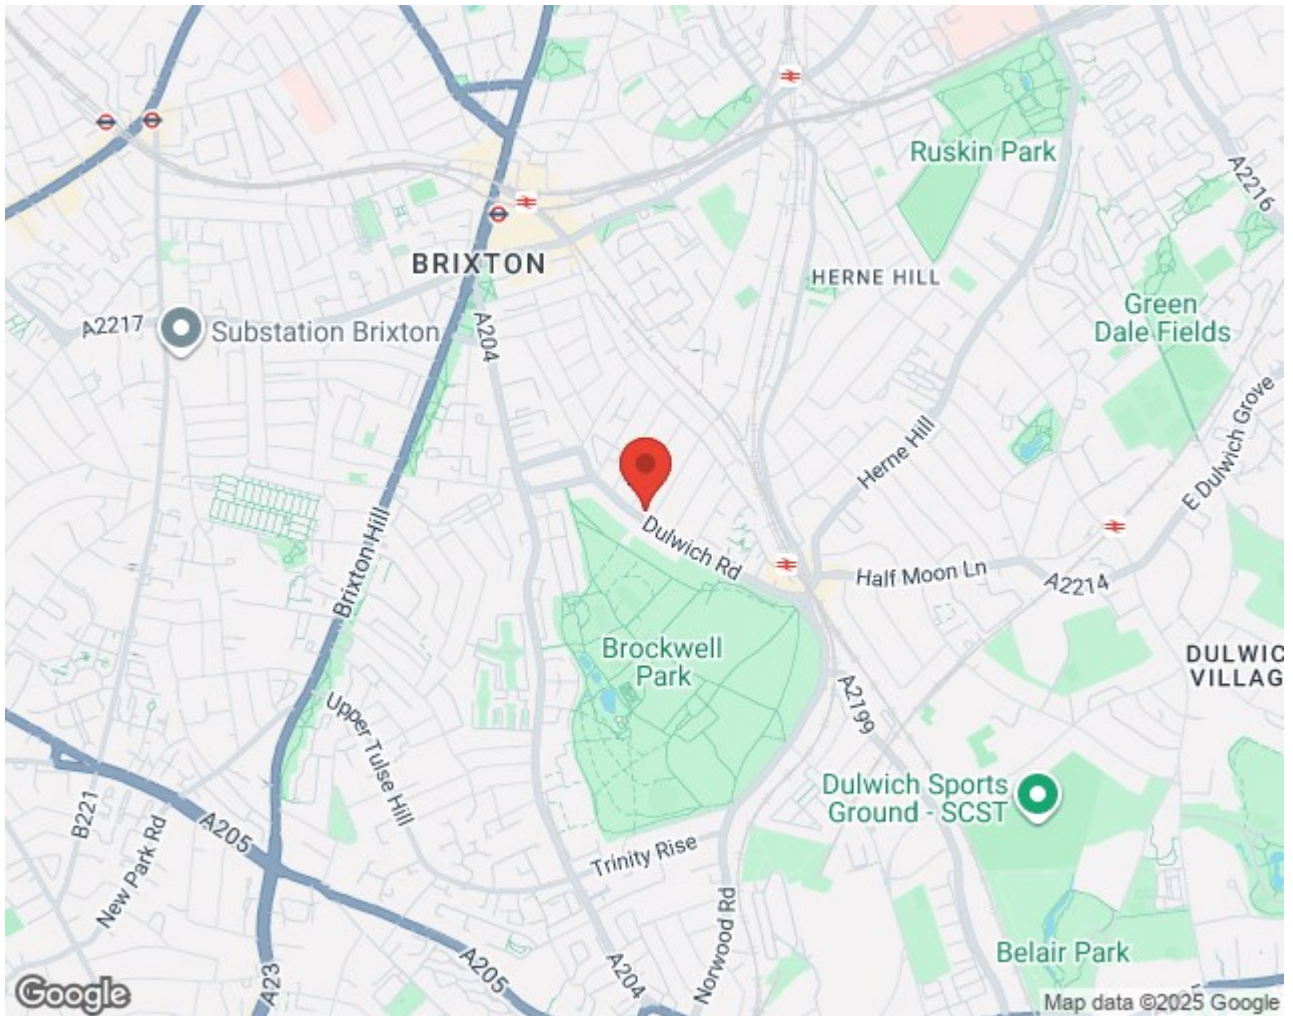 Ruskin Park
A2216
BRIXTON
HERNE HILL
Green
Dale Fields
A2217
Substation Brixton
A204
E Dulwich Grove
Herne Hill
Dulwich Rd
Brixton Hill
Half Moon Ln
A2214
Brockwell
Park
DULWIC
VILLAG
A2199
Upper Tulse Hill
Dulwich Sports
Ground - SCST
B221
A205
New Park Rd
Trinity Rise
Norwood Rd
Belair Park
A205
A204
A23
Google
Map data ©2025 Google